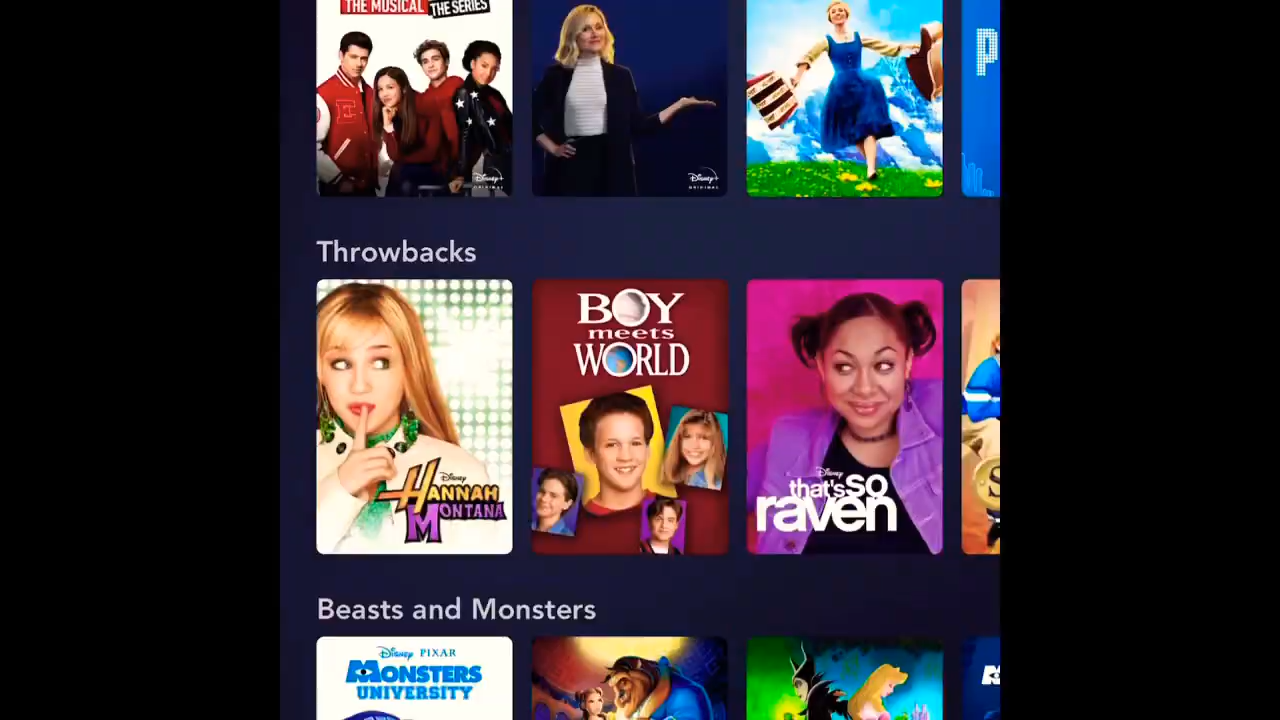 THE MUSICAL THE SERIES
Disney+
ORIGINAL
Disney+
ORIGINAL
P
Throwbacks
Disney
HANNAH
MONTANA
BOY
meets
WORLD
Disney
that's so
raven
S
Beasts and Monsters
Disney PIXAR
MONSTERS
UNIVERSITY
M